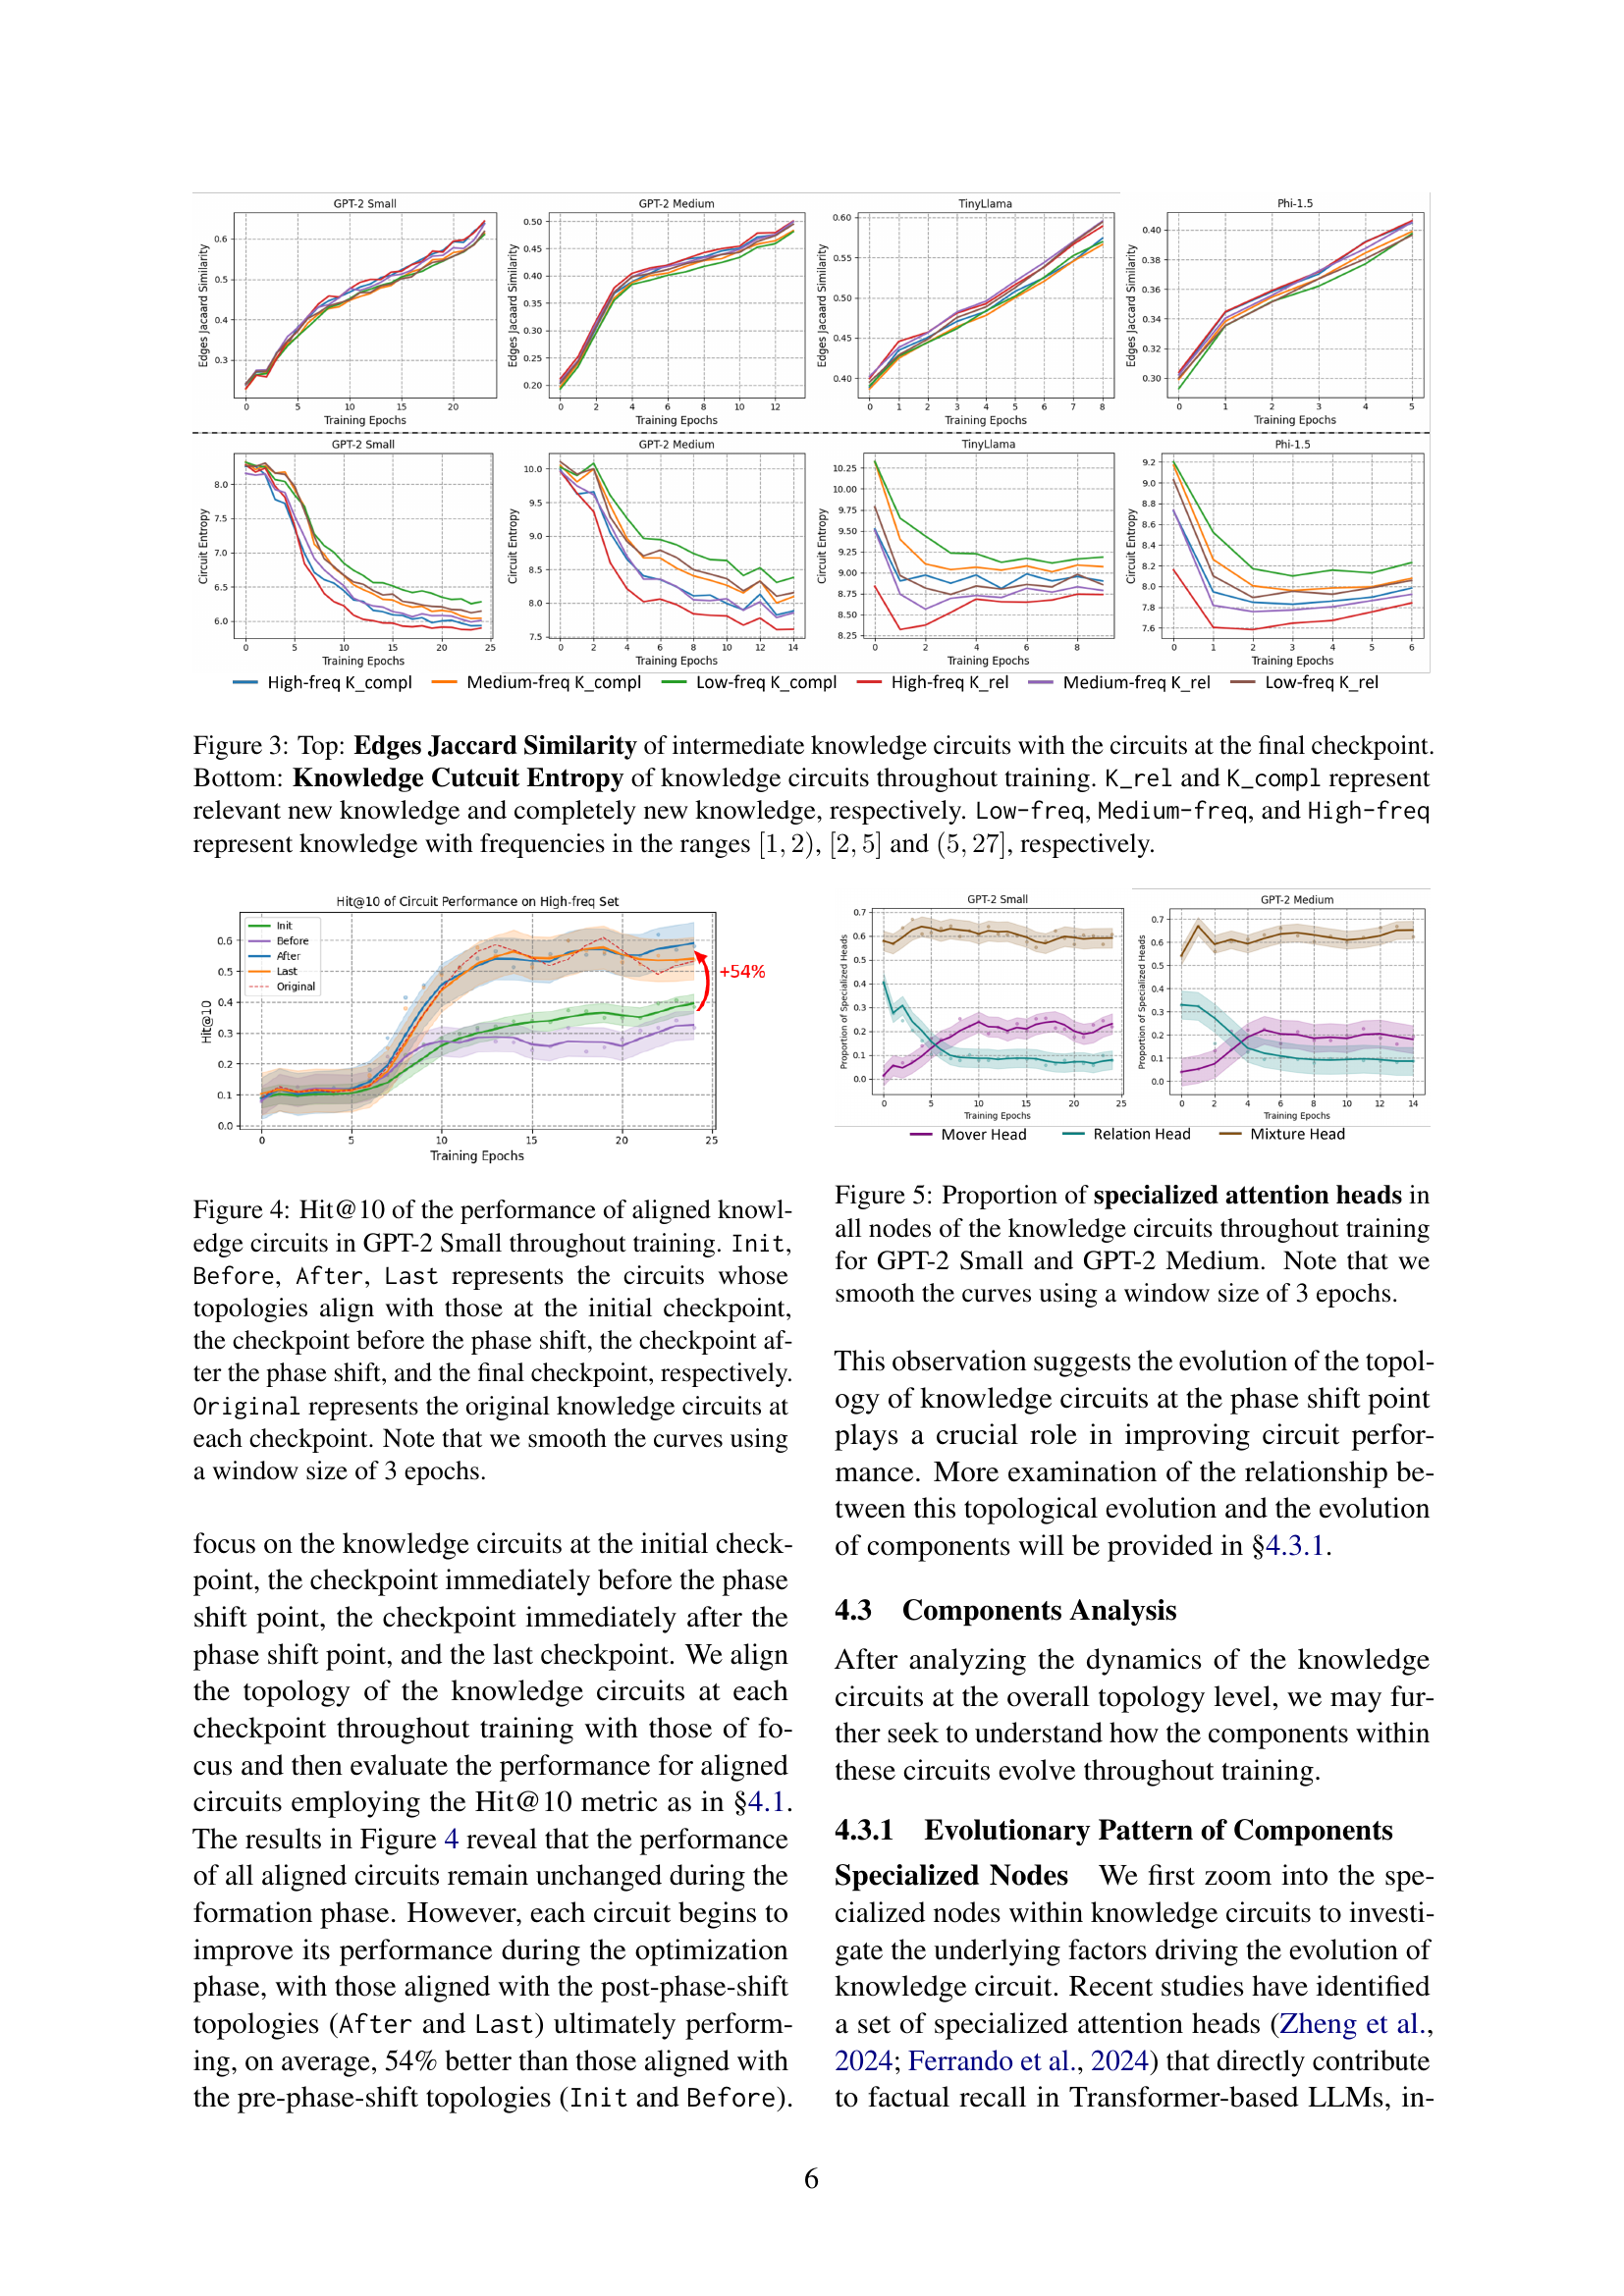 GPT-2 Small
GPT-2 Medium
TinyLlama
Phi-1.5
Edges Jacaard Similarity
0.6
0.5
0.4
0.3
0 5 10 15 20
Training Epochs
Edges Jacaard Similarity
0.50
0.45
0.40
0.35
0.30
0.25
0.20
0 2 4 6 8 10 12
Training Epochs
Edges Jacaard Similarity
0.60
0.55
0.50
0.45
0.40
0 1 2 3 4 5 6 7 8
Training Epochs
Edges Jaccard Similarity
0.40
0.38
0.36
0.34
0.32
0.30
0 1 2 3 4 5
Training Epochs
GPT-2 Small
GPT-2 Medium
TinyLlama
Phi-1.5
Circuit Entropy
8.0
7.5
7.0
6.5
6.0
0 5 10 15 20 25
Training Epochs
Circuit Entropy
10.0
9.5
9.0
8.5
8.0
7.5
0 2 4 6 8 10 12 14
Training Epochs
Circuit Entropy
10.25
10.00
9.75
9.50
9.25
9.00
8.75
8.50
8.25
0 2 4 6 8
Training Epochs
Circuit Entropy
9.2
9.0
8.8
8.6
8.4
8.2
8.0
7.8
7.6
0 1 2 3 4 5 6
Training Epochs
High-freq K_compl Medium-freq K_compl Low-freq K_compl High-freq K_rel Medium-freq K_rel Low-freq K_rel
Figure 3: Top: Edges Jaccard Similarity of intermediate knowledge circuits with the circuits at the final checkpoint.
Bottom: Knowledge Cutcuit Entropy of knowledge circuits throughout training. K_rel and K_compl represent
relevant new knowledge and completely new knowledge, respectively. Low-freq, Medium-freq, and High-freq
represent knowledge with frequencies in the ranges [1, 2), [2, 5] and (5, 27], respectively.
Hit@10 of Circuit Performance on High-freq Set
Init
Before
After
Last
Original
+54%
Hit@10
0.6
0.5
0.4
0.3
0.2
0.1
0.0
0 5 10 15 20 25
Training Epochs
Figure 4: Hit@10 of the performance of aligned knowl-
edge circuits in GPT-2 Small throughout training. Init,
Before, After, Last represents the circuits whose
topologies align with those at the initial checkpoint,
the checkpoint before the phase shift, the checkpoint af-
ter the phase shift, and the final checkpoint, respectively.
Original represents the original knowledge circuits at
each checkpoint. Note that we smooth the curves using
a window size of 3 epochs.
focus on the knowledge circuits at the initial check-
point, the checkpoint immediately before the phase
shift point, the checkpoint immediately after the
phase shift point, and the last checkpoint. We align
the topology of the knowledge circuits at each
checkpoint throughout training with those of fo-
cus and then evaluate the performance for aligned
circuits employing the Hit@10 metric as in §4.1.
The results in Figure 4 reveal that the performance
of all aligned circuits remain unchanged during the
formation phase. However, each circuit begins to
improve its performance during the optimization
phase, with those aligned with the post-phase-shift
topologies (After and Last) ultimately perform-
ing, on average, 54% better than those aligned with
the pre-phase-shift topologies (Init and Before).
GPT-2 Small
GPT-2 Medium
Proportion of Specialized Heads
0.7
0.6
0.5
0.4
0.3
0.2
0.1
0.0
0 5 10 15 20 25
Training Epochs
Proportion of Specialized Heads
0.7
0.6
0.5
0.4
0.3
0.2
0.1
0.0
0 2 4 6 8 10 12 14
Training Epochs
Mover Head Relation Head Mixture Head
Figure 5: Proportion of specialized attention heads in
all nodes of the knowledge circuits throughout training
for GPT-2 Small and GPT-2 Medium. Note that we
smooth the curves using a window size of 3 epochs.
This observation suggests the evolution of the topol-
ogy of knowledge circuits at the phase shift point
plays a crucial role in improving circuit perfor-
mance. More examination of the relationship be-
tween this topological evolution and the evolution
of components will be provided in §4.3.1.
4.3 Components Analysis
After analyzing the dynamics of the knowledge
circuits at the overall topology level, we may fur-
ther seek to understand how the components within
these circuits evolve throughout training.
4.3.1 Evolutionary Pattern of Components
Specialized Nodes We first zoom into the spe-
cialized nodes within knowledge circuits to investi-
gate the underlying factors driving the evolution of
knowledge circuit. Recent studies have identified
a set of specialized attention heads (Zheng et al.,
2024; Ferrando et al., 2024) that directly contribute
to factual recall in Transformer-based LLMs, in-
6